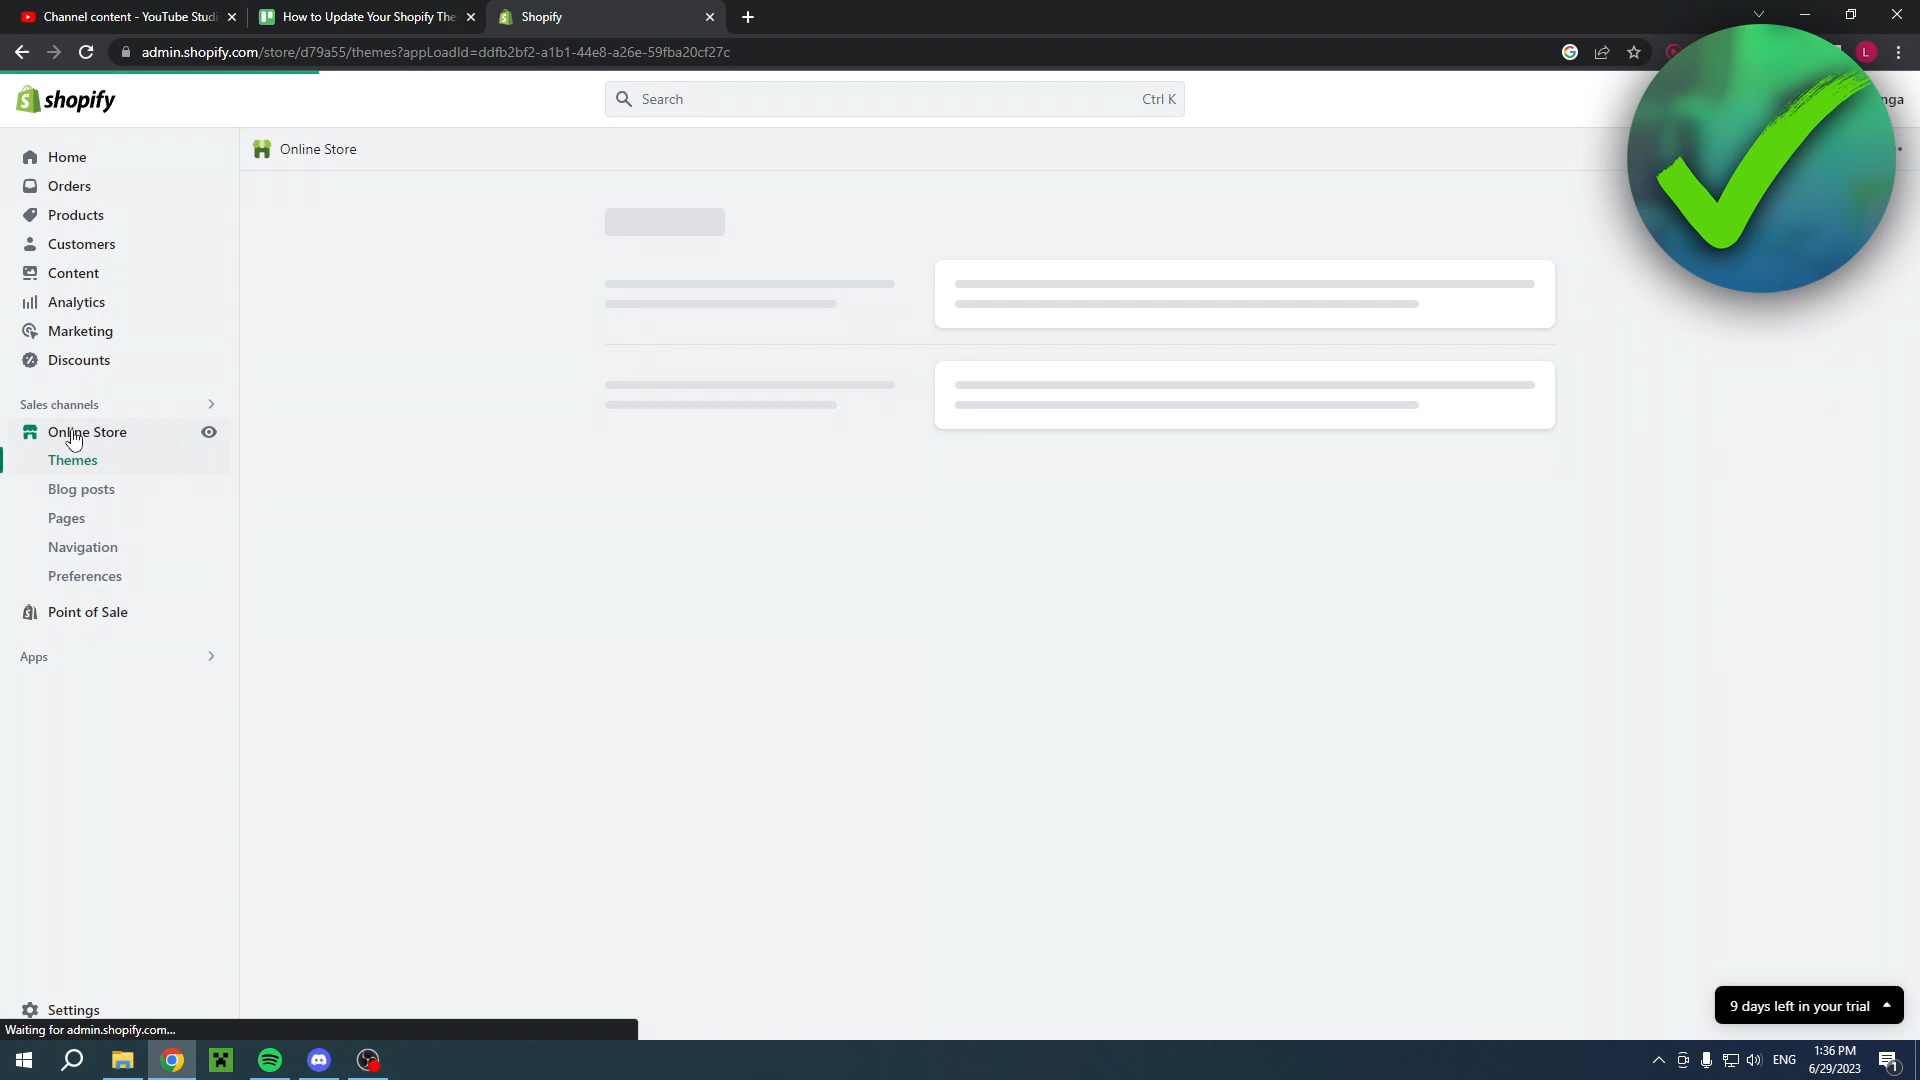 Channel content - YouTube Studi
How to Update Your Shopify The
Shopify
admin.shopify.com/store/d79a55/themes?appLoadId=ddfb2bf2-a1b1-44e8-a26e-59fba20cf27c
L
shopify
Search
Ctrl K
nga
Home
Orders
Products
Customers
Content
Analytics
Marketing
Discounts
Sales channels
Online Store
Themes
Blog posts
Pages
Navigation
Preferences
Point of Sale
Apps
Settings
Online Store
9 days left in your trial
Waiting for admin.shopify.com...
ENG
1:36 PM
6/29/2023
1